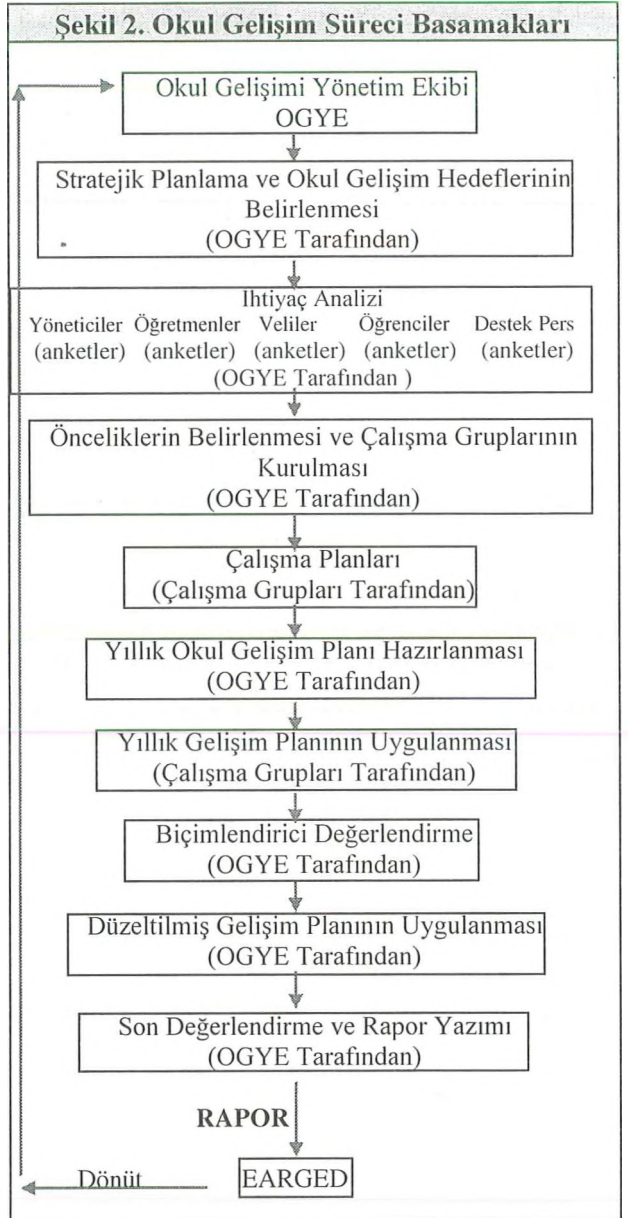 Şekil 2. Okul Gelişim Süreci Basamakları
Okul Gelişimi Yönetim Ekibi
OGYE
Stratejik Planlama ve Okul Gelişim Hedeflerinin
Belirlenmesi
(OGYE Tarafından)
Ihtiyaç Analizi
Yöneticiler Öğretmenler Veliler Öğrenciler Destek Pers
(anketler) (anketler) (anketler) (anketler) (anketler)
(OGYE Tarafından )
Önceliklerin Belirlenmesi ve Çalışma Gruplarının
Kurulması
(OGYE Tarafından)
Çalışma Planları
(Çalışma Grupları Tarafından)
Yıllık Okul Gelişim Planı Hazırlanması
(OGYE Tarafından)
Yıllık Gelişim Planının Uygulanması
(Çalışma Grupları Tarafından)
Biçimlendirici Değerlendirme
(OGYE Tarafından)
Düzeltilmiş Gelişim Planının Uygulanması
(OGYE Tarafından)
Son Değerlendirme ve Rapor Yazımı
(OGYE Tarafından)
RAPOR
Dönüt EARGED